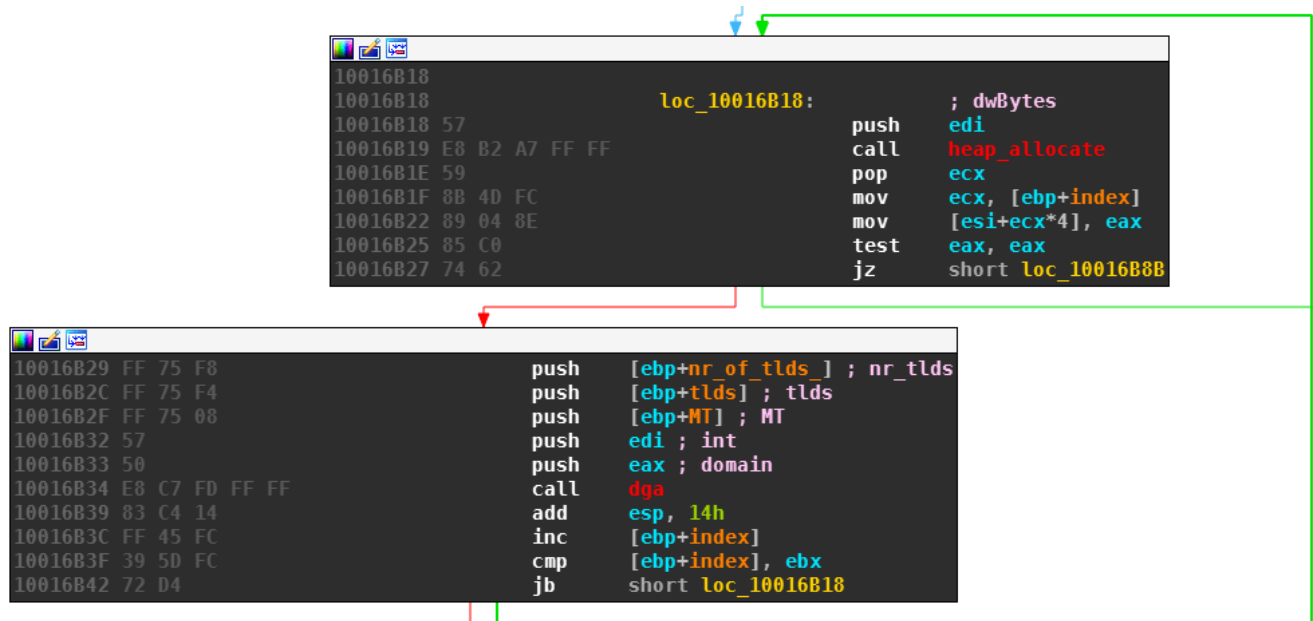 10016B18
10016B18 loc_10016B18: ; dwBytes
10016B18 57 push edi
10016B19 E8 B2 A7 FF FF call heap_allocate
10016B1E 59 pop ecx
10016B1F 8B 4D FC mov ecx, [ebp+index]
10016B22 89 04 8E mov [esi+ecx*4], eax
10016B25 85 C0 test eax, eax
10016B27 74 62 jz short loc_10016B8B
10016B29 FF 75 F8 push [ebp+nr_of_tlds_] ; nr_tlds
10016B2C FF 75 F4 push [ebp+tlds] ; tlds
10016B2F FF 75 08 push [ebp+MT] ; MT
10016B32 57 push edi ; int
10016B33 50 push eax ; domain
10016B34 E8 C7 FD FF FF call dga
10016B39 83 C4 14 add esp, 14h
10016B3C FF 45 FC inc [ebp+index]
10016B3F 39 5D FC cmp [ebp+index], ebx
10016B42 72 D4 jb short loc_10016B18